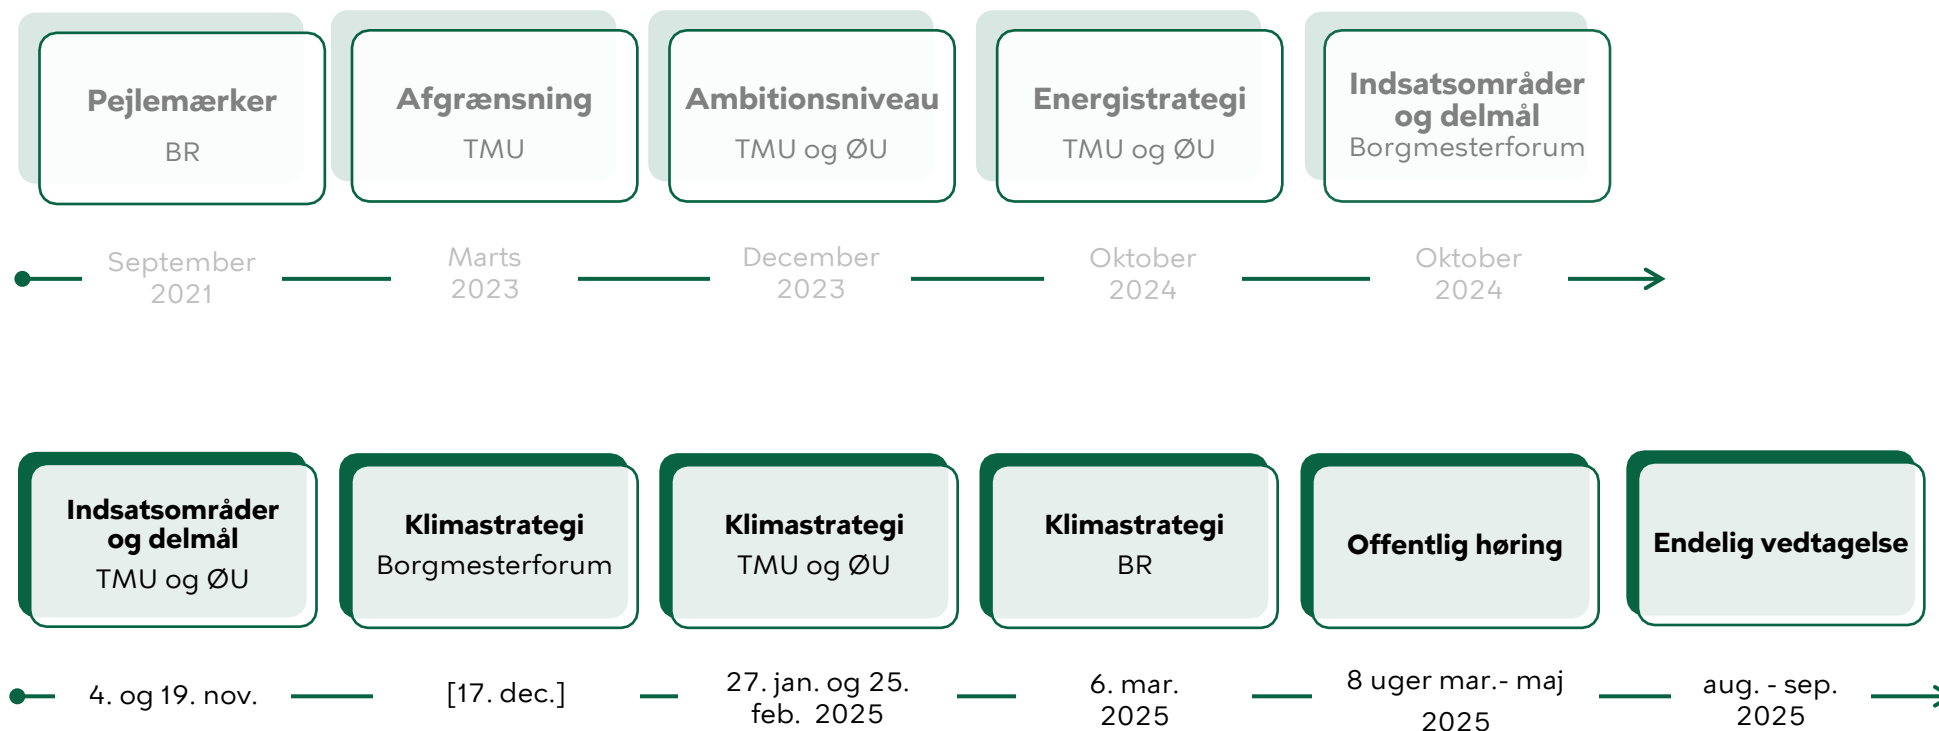 Pejlemærker
BR
Afgrænsning
TMU
Ambitionsniveau
TMU og ØU
Energistrategi
TMU og ØU
Indsatsområder
og delmål
Borgmesterforum
September
2021
Marts
2023
December
2023
Oktober
2024
Oktober
2024
Indsatsområder
og delmål
TMU og ØU
Klimastrategi
Borgmesterforum
Klimastrategi
TMU og ØU
Klimastrategi
BR
Offentlig høring
Endelig vedtagelse
4. og 19. nov.
[17. dec.]
27. jan. og 25.
feb. 2025
6. mar.
2025
8 uger mar.- maj
2025
aug. - sep.
2025